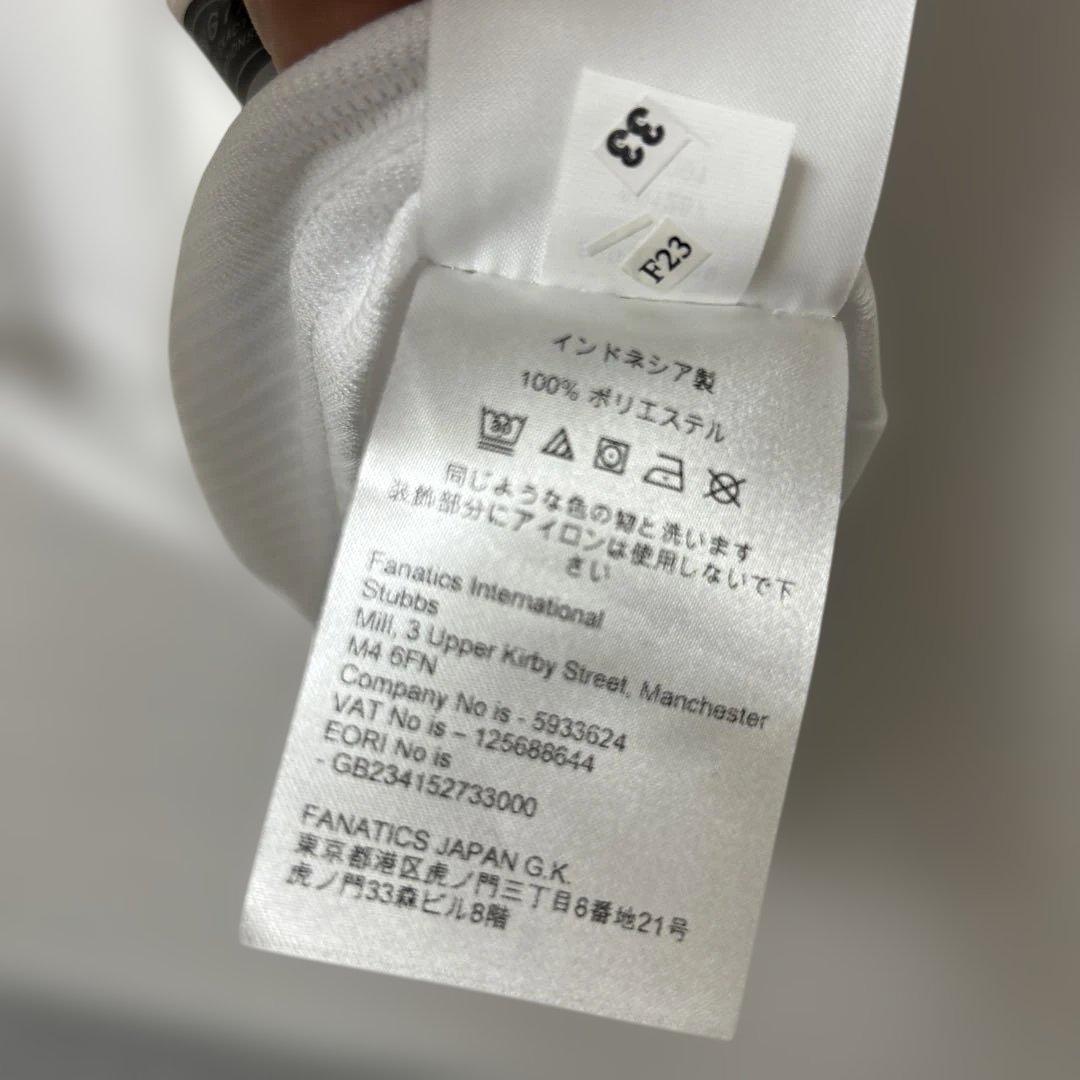 33
F23
インドネシア製
100% ポリエステル
30
同じような色の物と洗います
装飾部分にアイロンは使用しないで下
さい
Fanatics International
Stubbs
Mill, 3 Upper Kirby Street, Manchester
M4 6FN
Company No is - 5933624
VAT No is – 125688644
EORI No is
- GB234152733000
FANATICS JAPAN G.K.
東京都港区虎ノ門三丁目8番地21号
虎ノ門33森ビル8階